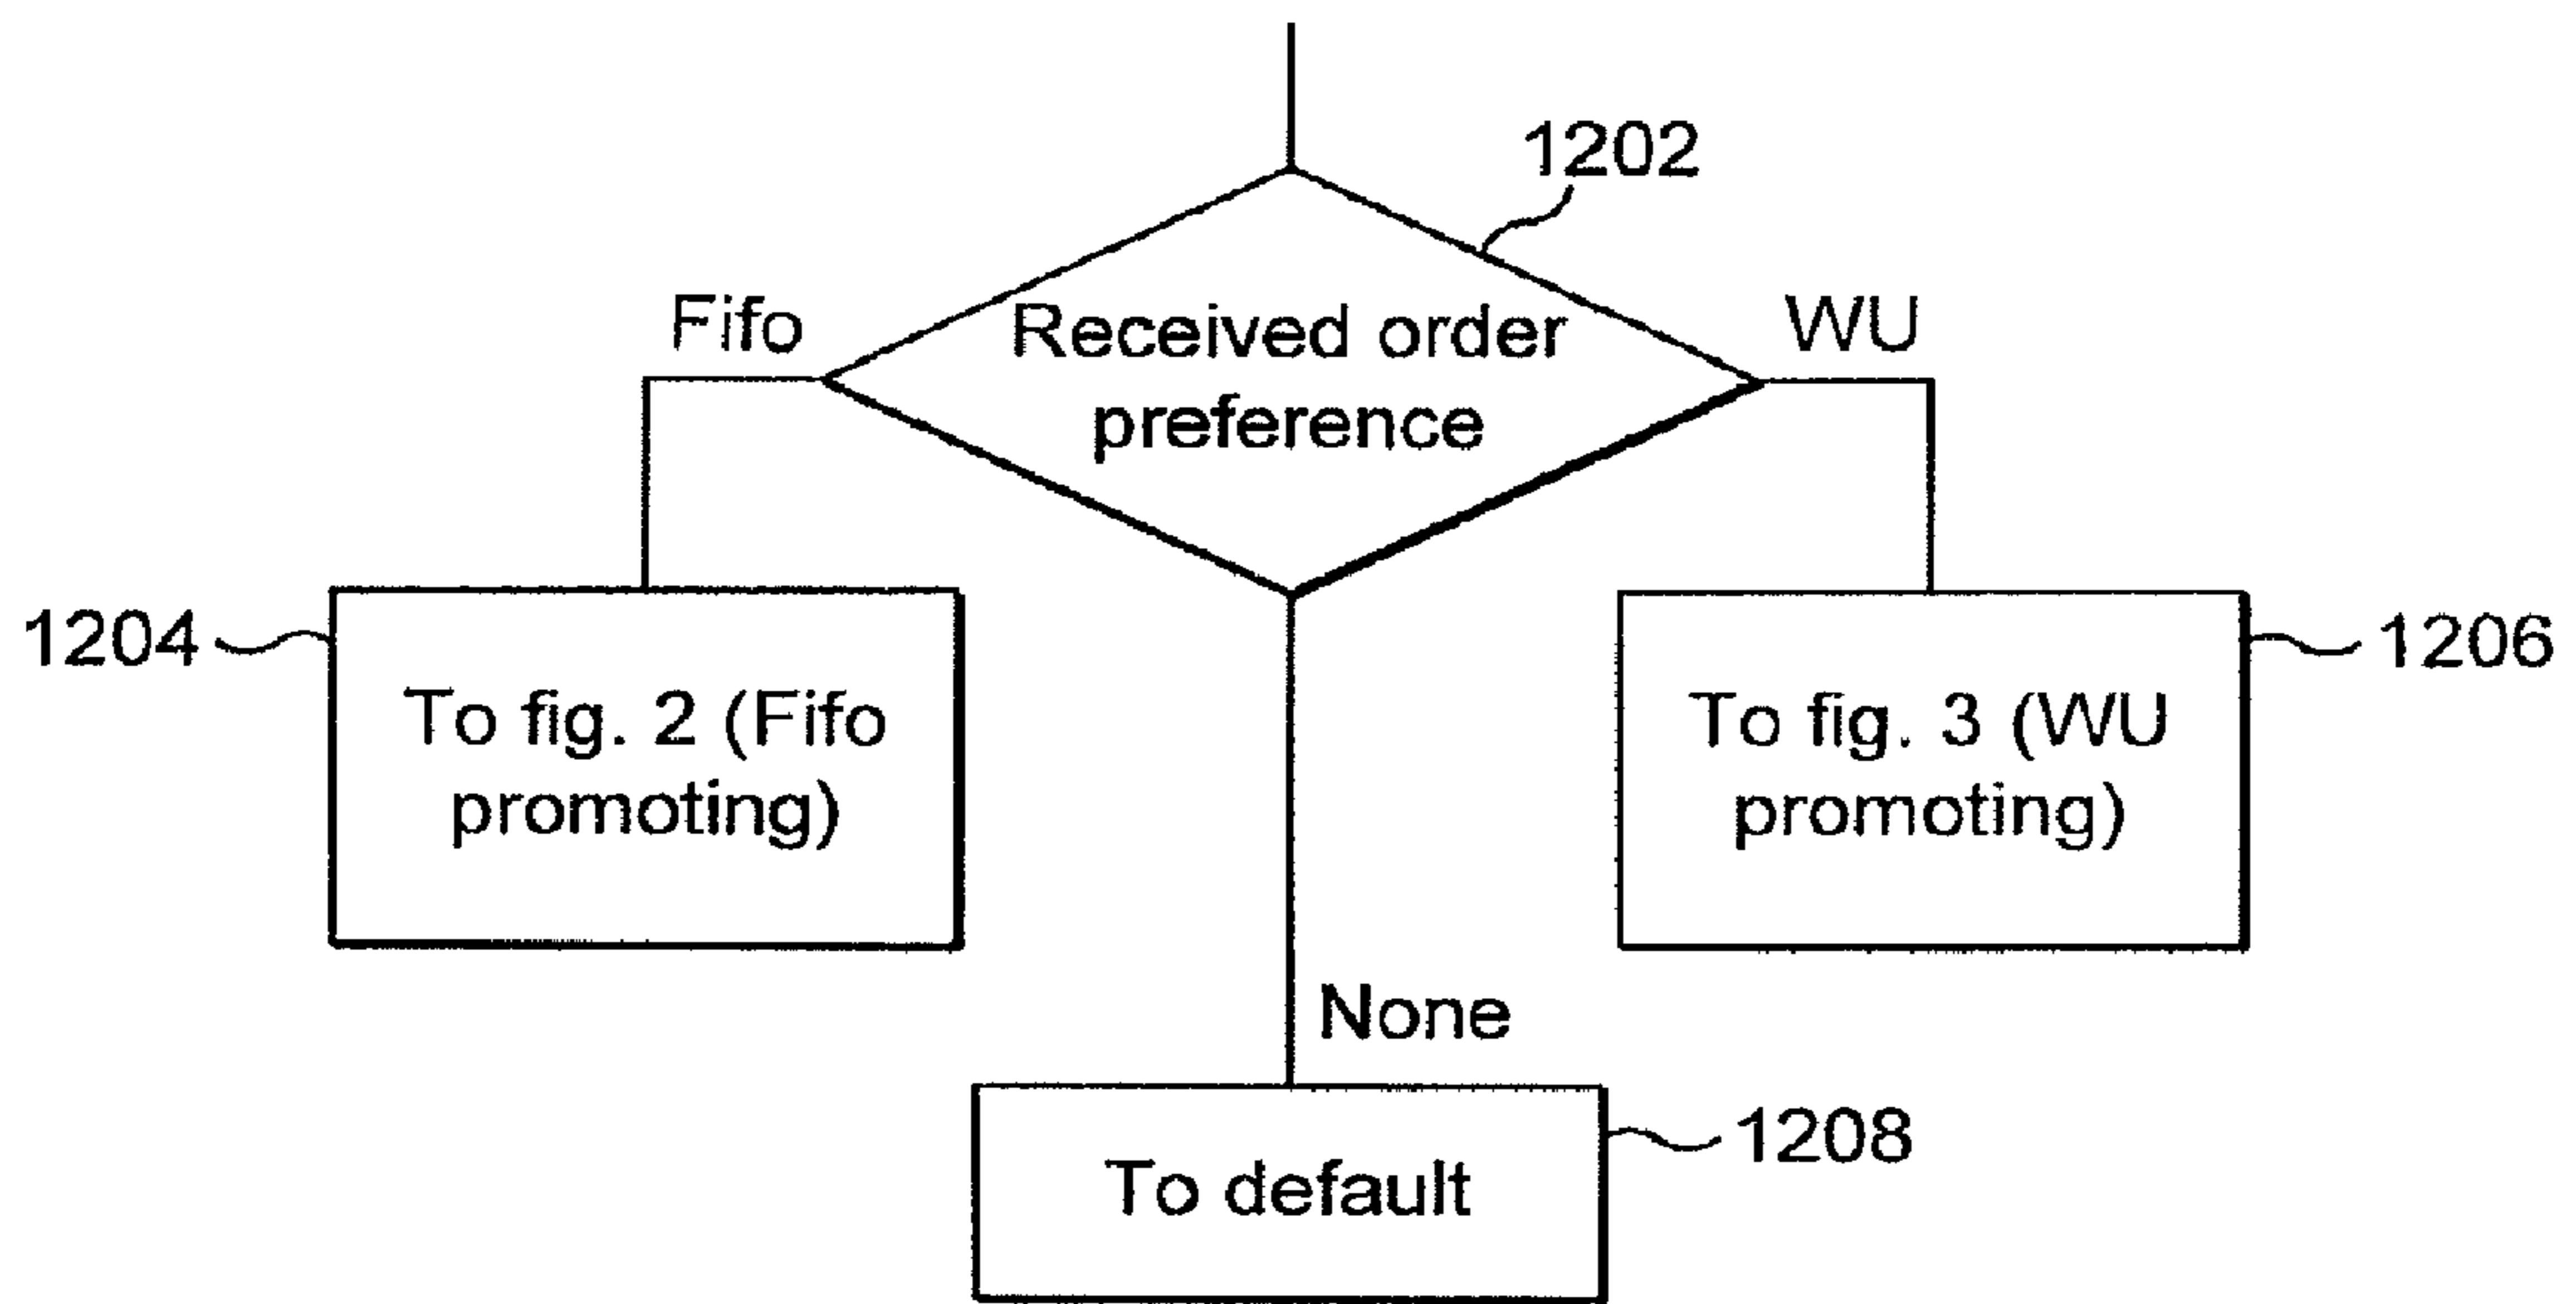 1202
Fifo
Received order
preference
WU
1204
To fig. 2 (Fifo
promoting)
To fig. 3 (WU
promoting)
1206
None
To default
1208